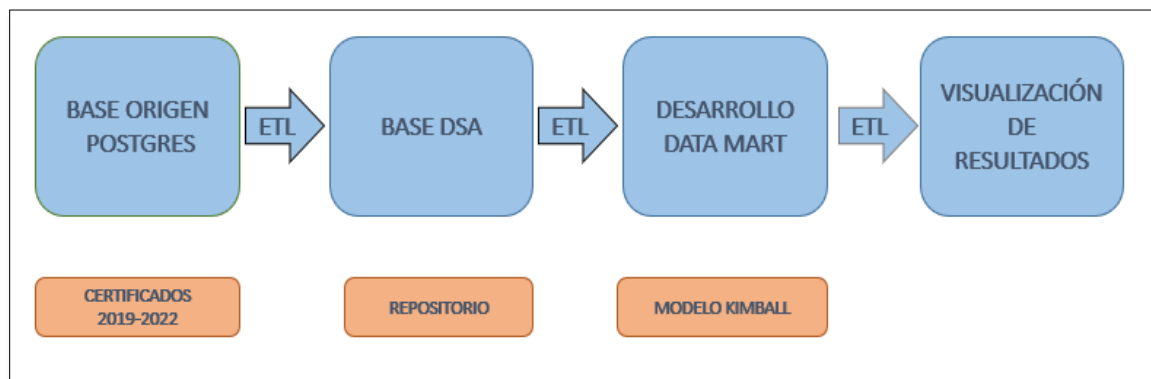 BASE ORIGEN
POSTGRES
ETL
BASE DSA
ETL
DESARROLLO
DATA MART
ETL
VISUALIZACIÓN
DE
RESULTADOS
CERTIFICADOS
2019-2022
REPOSITORIO
MODELO KIMBALL